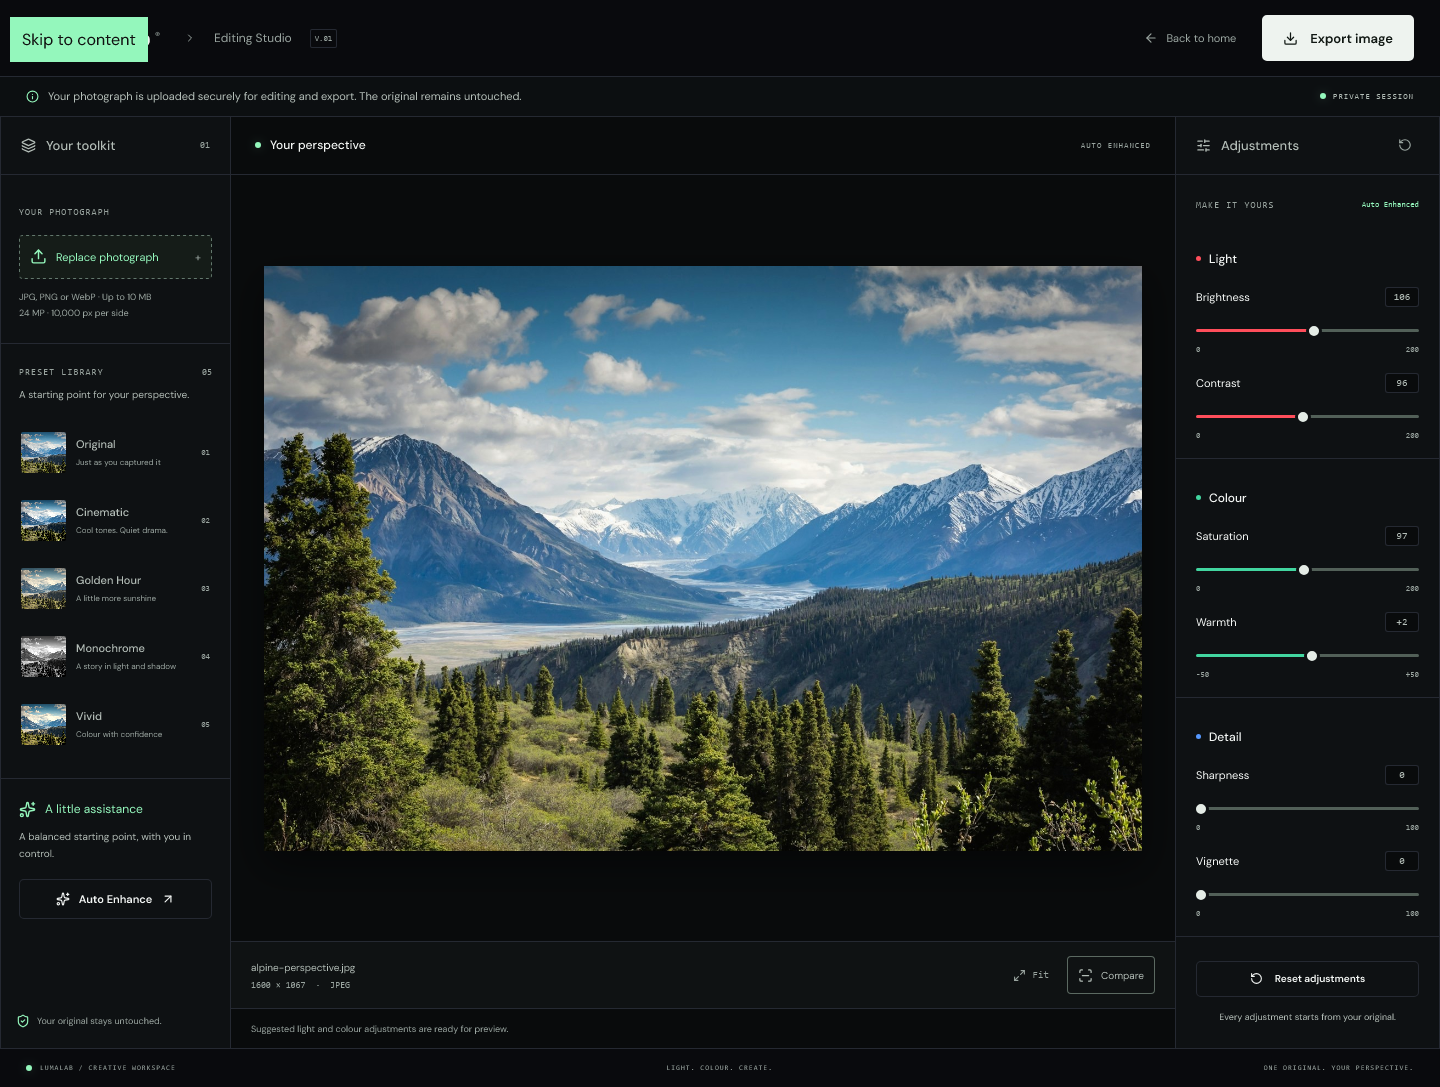 Skip to content
Editing Studio
V.01
Back to home
Export image
Your photograph is uploaded securely for editing and export. The original remains untouched.
PRIVATE SESSION
Your toolkit
01
YOUR PHOTOGRAPH
Replace photograph
+
JPG, PNG or WebP · Up to 10 MB
24 MP · 10,000 px per side
PRESET LIBRARY
05
A starting point for your perspective.
Original
Just as you captured it
01
Cinematic
Cool tones. Quiet drama.
02
Golden Hour
A little more sunshine
03
Monochrome
A story in light and shadow
04
Vivid
Colour with confidence
05
A little assistance
A balanced starting point, with you in
control.
Auto Enhance
Your original stays untouched.
Your perspective
AUTO ENHANCED
alpine-perspective.jpg
1600 × 1067 · JPEG
Fit
Compare
Suggested light and colour adjustments are ready for preview.
Adjustments
MAKE IT YOURS
Auto Enhanced
Light
Brightness
106
0
200
Contrast
96
0
200
Colour
Saturation
97
0
200
Warmth
+2
-50
+50
Detail
Sharpness
0
0
100
Vignette
0
0
100
Reset adjustments
Every adjustment starts from your original.
LUMALAB / CREATIVE WORKSPACE
LIGHT. COLOUR. CREATE.
ONE ORIGINAL. YOUR PERSPECTIVE.